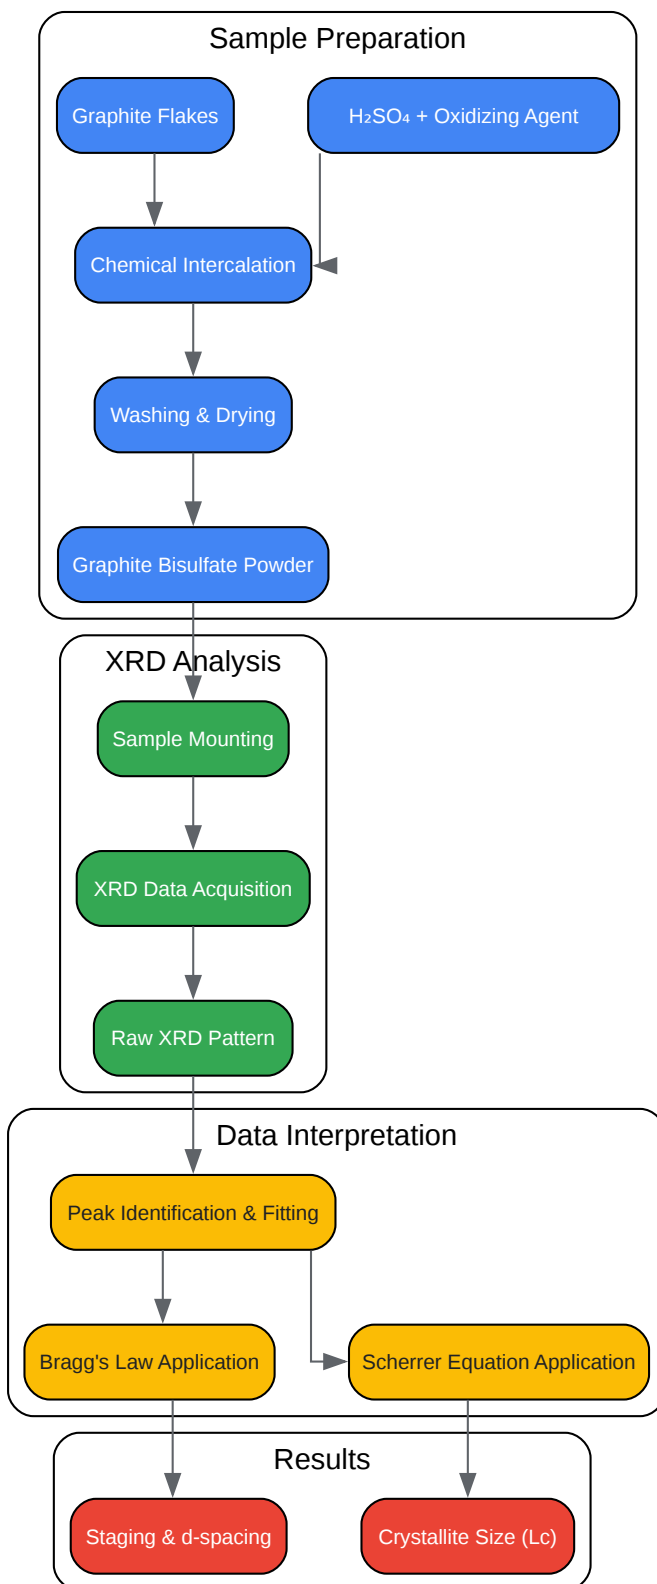 Sample Preparation
Graphite Flakes
H₂SO₄ + Oxidizing Agent
Chemical Intercalation
Washing & Drying
Graphite Bisulfate Powder
XRD Analysis
Sample Mounting
XRD Data Acquisition
Raw XRD Pattern
Data Interpretation
Peak Identification & Fitting
Bragg's Law Application
Scherrer Equation Application
Results
Staging & d-spacing
Crystallite Size (Lc)